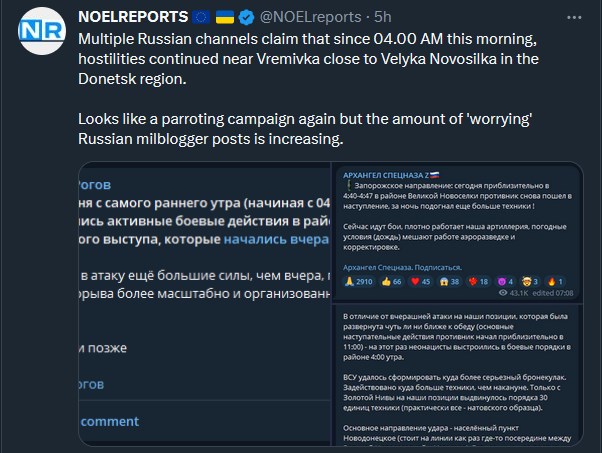 NR
NOELREPORTS @NOELreports · 5h
Multiple Russian channels claim that since 04.00 AM this morning,
hostilities continued near Vremivka close to Velyka Novosilka in the
Donetsk region.
Looks like a parroting campaign again but the amount of 'worrying'
Russian milblogger posts is increasing.
Рогов
ня с самого раннего утра (начиная с 04
лись активные боевые действия в рай
ого выступа, которые начались вчера
в атаку ещё большие силы, чем вчера,
рыва более масштабно и организованн
и позже
огов
comment
АРХАНГЕЛ СПЕЦНАЗА Z
Запорожское направление: сегодня приблизительно в
4:40-4:47 в районе Великой Новоселки противник снова пошел в
наступление, за ночь подогнал еще больше техники !
Сейчас идут бои, плотно работает наша артиллерия, погодные
условия (дождь) мешают работе аэроразведке и
корректировке.
Архангел Спецназа. Подписаться.
2910 66 45 38 18 4 3 1
43.1K edited 07:08
В отличие от вчерашней атаки на наши позиции, которая была
развернута чуть ли ни ближе к обеду (основные
наступательные действия противник начал приблизительно в
11:00) - на этот раз неонацисты выстроились в боевые порядки в
районе 4:00 утра.
ВСУ удалось сформировать куда более серьезный бронекулак.
Задействовано куда больше техники, чем накануне. Только с
Золотой Нивы на наши позиции выдвинулось порядка 30
единиц техники (практически все - натовского образца).
Основное направление удара - населённый пункт
Новодонецкое (стоит на линии как раз где-то посередине между